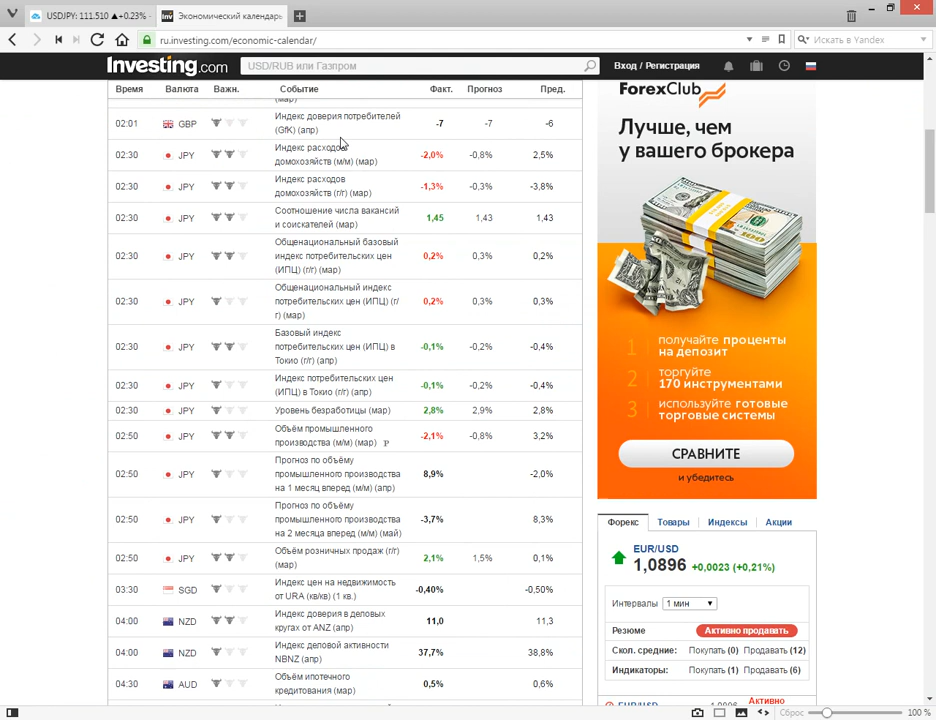 USDJPY: 111.510 ▲+0.23% -
Экономический календарь
ru.investing.com/economic-calendar/
Искать в Yandex
Investing.com
USD/RUB или Газпром
Вход / Регистрация
Время Валюта Важн. Событие Факт. Прогноз Пред.
(мар)
02:01 GBP Индекс доверия потребителей
(GfK) (апр) -7 -7 -6
02:30 JPY Индекс расходов
домохозяйств (м/м) (мар) -2,0% -0,8% 2,5%
02:30 JPY Индекс расходов
домохозяйств (г/г) (мар) -1,3% -0,3% -3,8%
02:30 JPY Соотношение числа вакансий
и соискателей (мар) 1,45 1,43 1,43
02:30 JPY Общенациональный базовый
индекс потребительских цен
(ИПЦ) (г/г) (мар) 0,2% 0,3% 0,2%
02:30 JPY Общенациональный индекс
потребительских цен (ИПЦ) (г/
г) (мар) 0,2% 0,3% 0,3%
02:30 JPY Базовый индекс
потребительских цен (ИПЦ) в
Токио (г/г) (апр) -0,1% -0,2% -0,4%
02:30 JPY Индекс потребительских цен
(ИПЦ) в Токио (г/г) (апр) -0,1% -0,2% -0,4%
02:30 JPY Уровень безработицы (мар) 2,8% 2,9% 2,8%
02:50 JPY Объём промышленного
производства (м/м) (мар) P -2,1% -0,8% 3,2%
02:50 JPY Прогноз по объёму
промышленного производства
на 1 месяц вперед (м/м) (апр) 8,9% -2,0%
02:50 JPY Прогноз по объёму
промышленного производства
на 2 месяца вперед (м/м) (май) -3,7% 8,3%
02:50 JPY Объём розничных продаж (г/г)
(мар) 2,1% 1,5% 0,1%
03:30 SGD Индекс цен на недвижимость
от URA (кв/кв) (1 кв.) -0,40% -0,50%
04:00 NZD Индекс доверия в деловых
кругах от ANZ (апр) 11,0 11,3
04:00 NZD Индекс деловой активности
NBNZ (апр) 37,7% 38,8%
04:30 AUD Объём ипотечного
кредитования (мар) 0,5% 0,6%
ForexClub
Лучше, чем
у вашего брокера
1 получайте проценты
на депозит
2 торгуйте
170 инструментами
3 используйте готовые
торговые системы
СРАВНИТЕ
и убедитесь
Форекс Товары Индексы Акции
EUR/USD
1,0896 +0,0023 (+0,21%)
Интервалы 1 мин
Резюме Активно продавать
Скол. средние: Покупать (0) Продавать (12)
Индикаторы: Покупать (1) Продавать (6)
Активно
EUR/USD 1,0896
Сброс 100 %